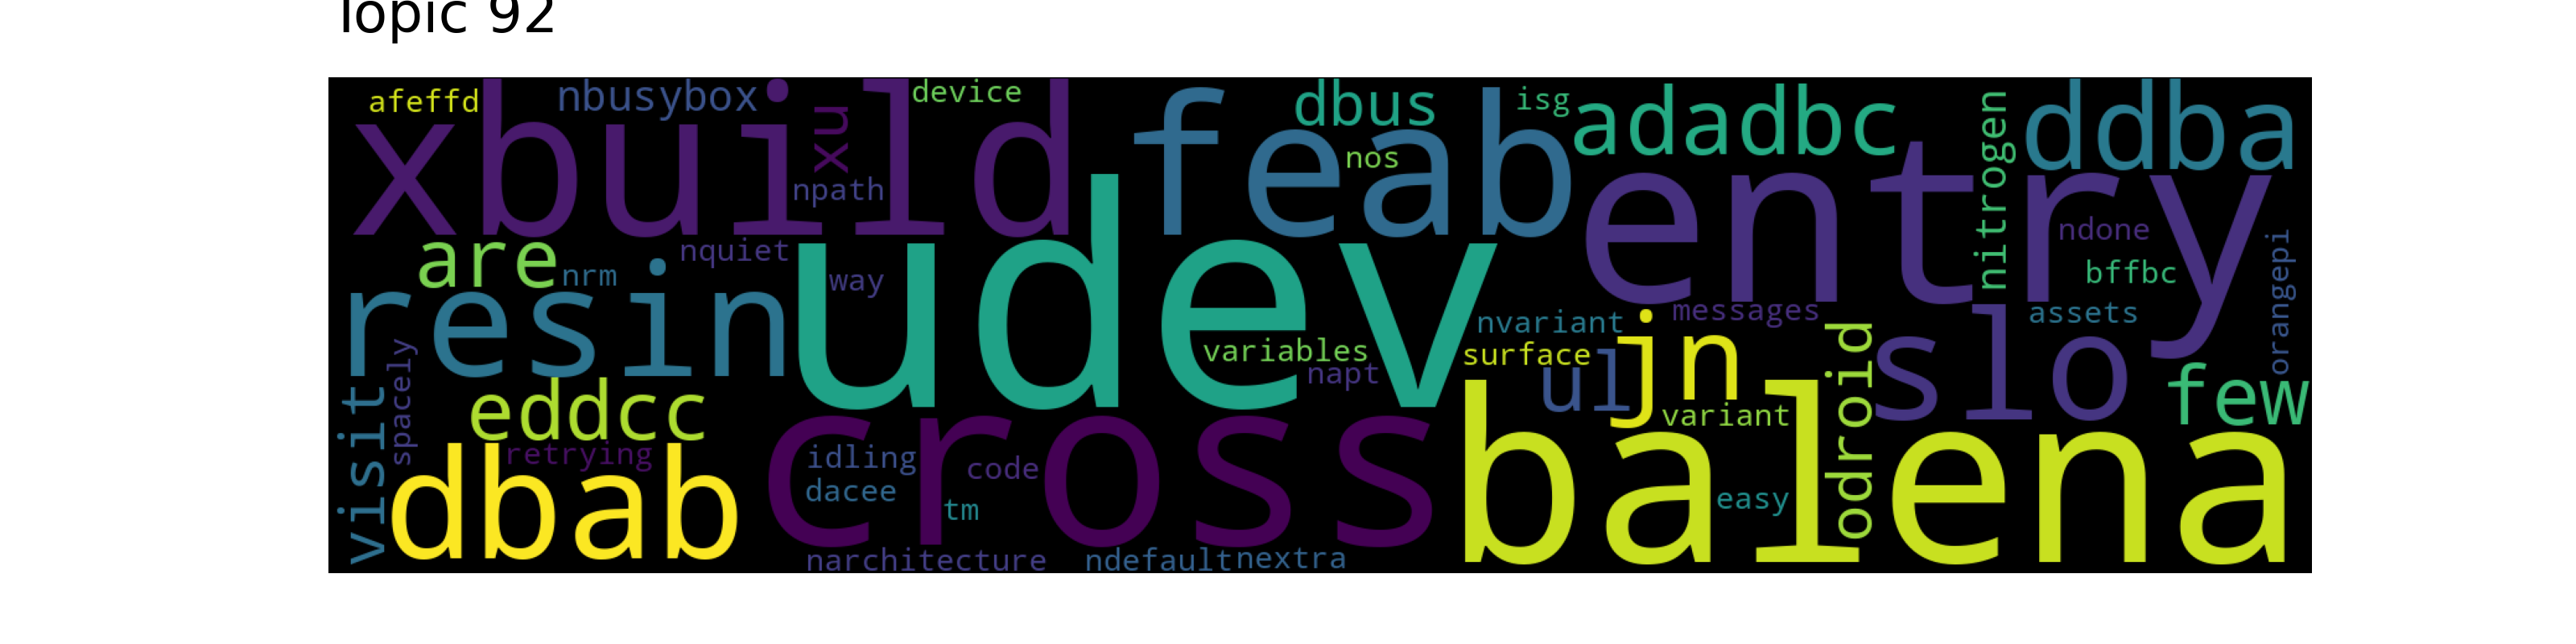 Topic 92
afeffd nbusybox device dbus isg adadbc nitrogen ddba
xbuild xu npath feab nos entry ndone
are nrm nquiet way udev bffbc orangepi
resin variables napt nvariant messages assets
spacely surface ul jn odroid slo few
visit eddcc retrying cross idling code variant
dbab dacee tm balena easy
narchitecture ndefault nextra